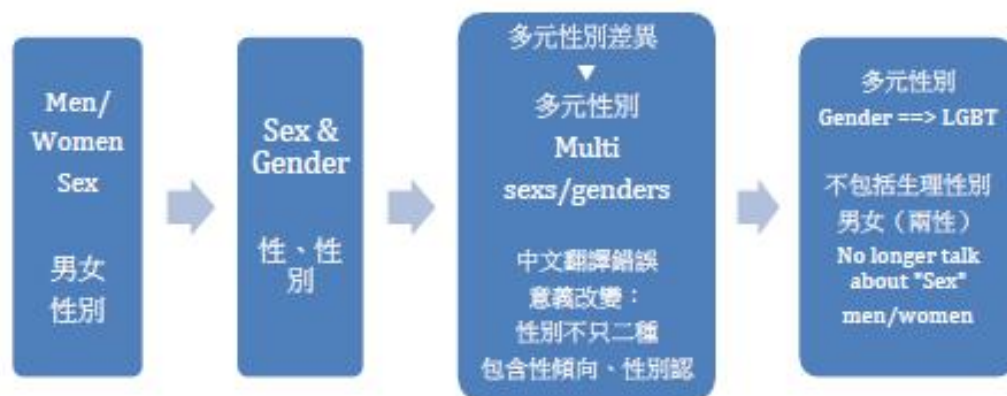 Men/
Women
Sex
男女
性別
Sex &
Gender
性、性
別
多元性別差異
▼
多元性別
Multi
sexs/genders
中文翻譯錯誤
意義改變：
性別不只二種
包含性傾向、性別認
多元性別
Gender ==> LGBT
不包括生理性別
男女（兩性）
No longer talk
about "Sex"
men/women